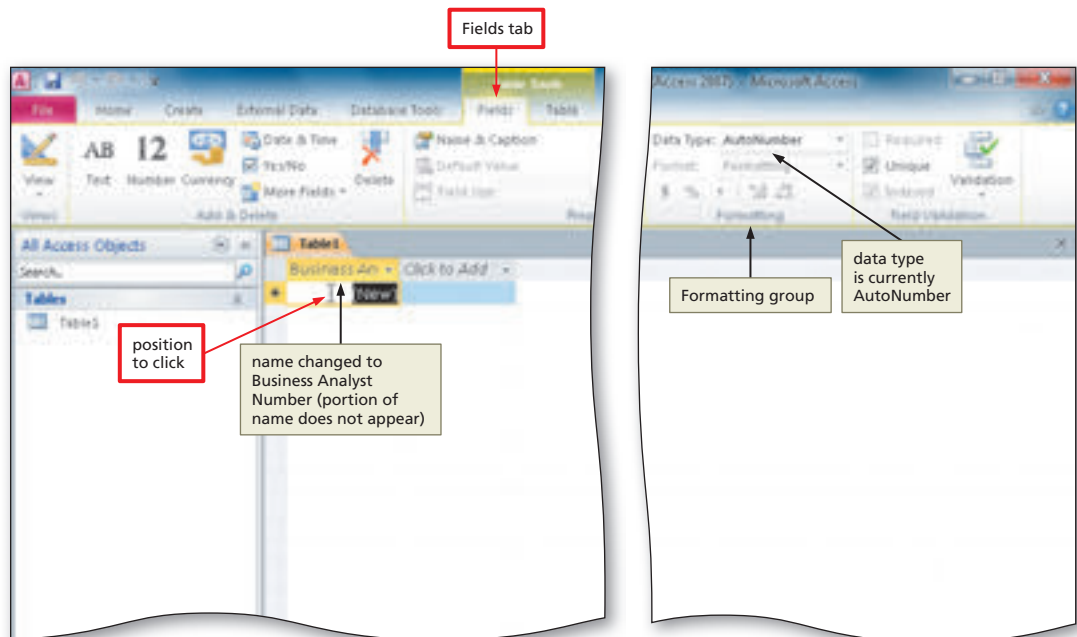 Fields tab
(Access 2007) - Microsoft Access
File Home Create External Data Database Tools Fields Table
View
AB Text
12 Number
Currency
Date & Time
Yes/No
More Fields
Delete
Name & Caption
Default Value
Field Size
Views
Add & Delete
Data Type: AutoNumber
Format: Formatting
$ %
Required
Unique
Indexed
Validation
Formatting
Field Validation
All Access Objects
Search...
Tables
Table1
Table1
Business An
Click to Add
(New)
position
to click
name changed to
Business Analyst
Number (portion of
name does not appear)
Formatting group
data type
is currently
AutoNumber